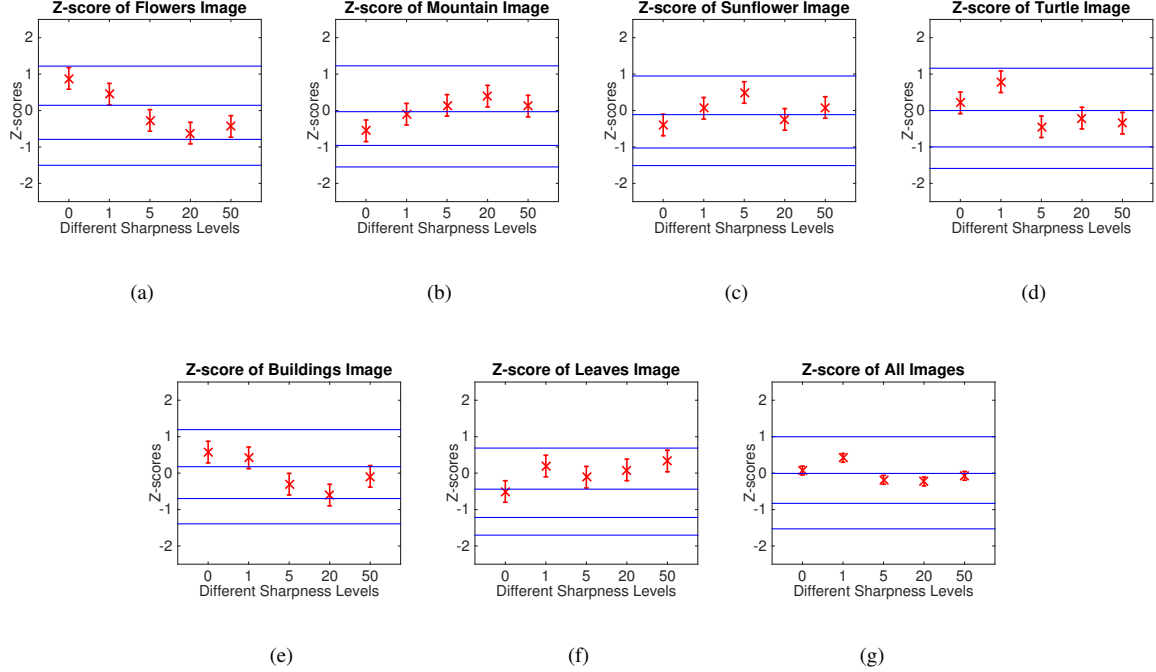 Z-score of Flowers Image
Z-scores
2
1
0
-1
-2
0 1 5 20 50
Different Sharpness Levels
(a)
Z-score of Mountain Image
Z-scores
2
1
0
-1
-2
0 1 5 20 50
Different Sharpness Levels
(b)
Z-score of Sunflower Image
Z-scores
2
1
0
-1
-2
0 1 5 20 50
Different Sharpness Levels
(c)
Z-score of Turtle Image
Z-scores
2
1
0
-1
-2
0 1 5 20 50
Different Sharpness Levels
(d)
Z-score of Buildings Image
Z-scores
2
1
0
-1
-2
0 1 5 20 50
Different Sharpness Levels
(e)
Z-score of Leaves Image
Z-scores
2
1
0
-1
-2
0 1 5 20 50
Different Sharpness Levels
(f)
Z-score of All Images
Z-scores
2
1
0
-1
-2
0 1 5 20 50
Different Sharpness Levels
(g)